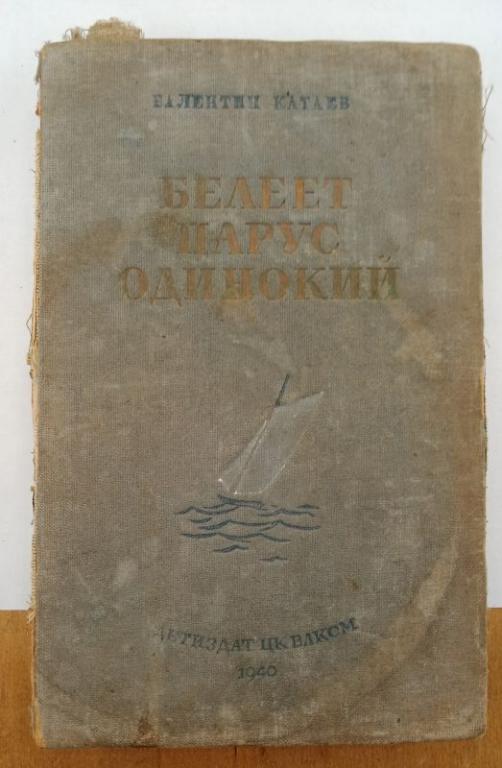 ВАЛЕНТИН КАТАЕВ
БЕЛЕЕТ
ПАРУС
ОДИНОКИЙ
ДЕТИЗДАТ ЦК ВЛКСМ
1940